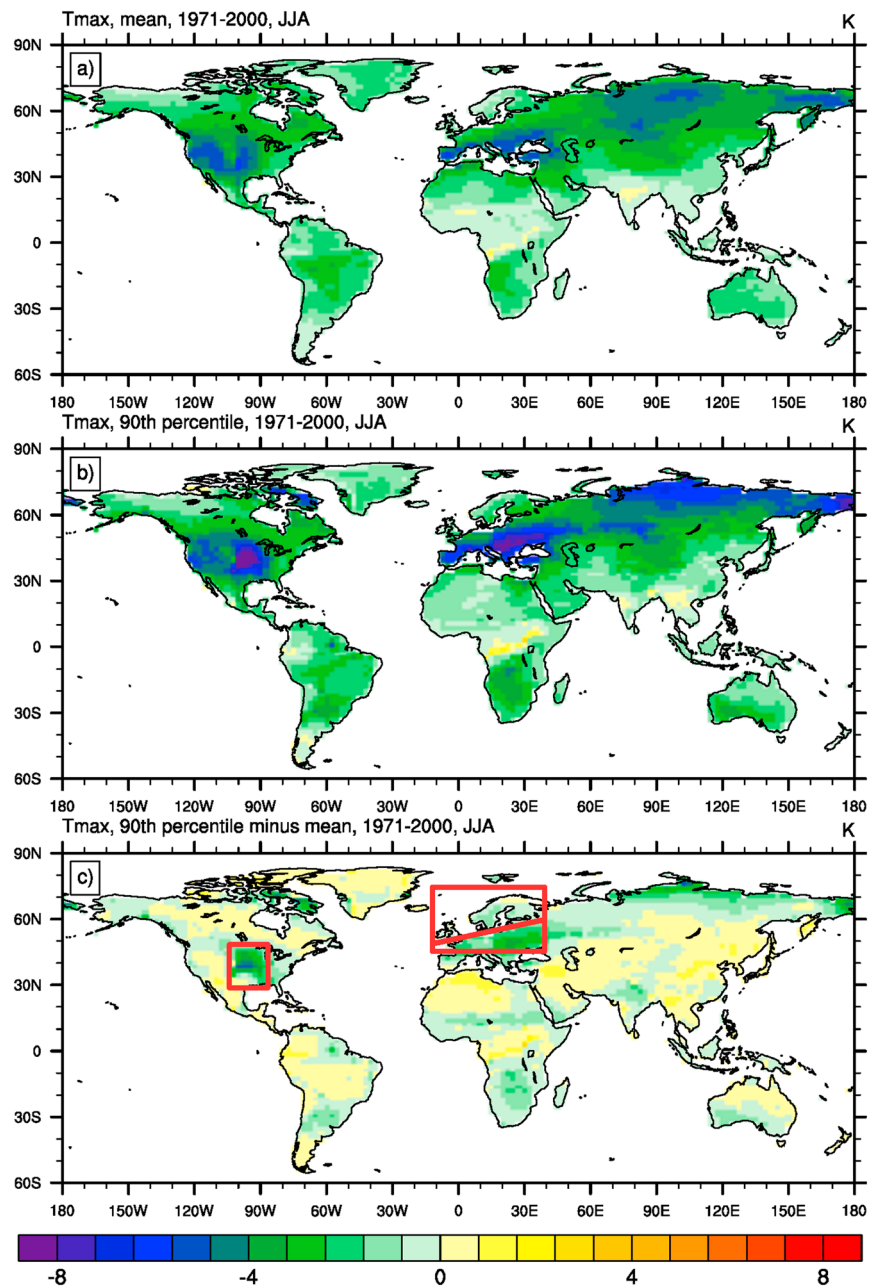 Tmax, mean, 1971-2000, JJA K
90N
a)
60N
30N
0
30S
60S
180 150W 120W 90W 60W 30W 0 30E 60E 90E 120E 150E 180
Tmax, 90th percentile, 1971-2000, JJA K
90N
b)
60N
30N
0
30S
60S
180 150W 120W 90W 60W 30W 0 30E 60E 90E 120E 150E 180
Tmax, 90th percentile minus mean, 1971-2000, JJA K
90N
c)
60N
30N
0
30S
60S
180 150W 120W 90W 60W 30W 0 30E 60E 90E 120E 150E 180
-8 -4 0 4 8